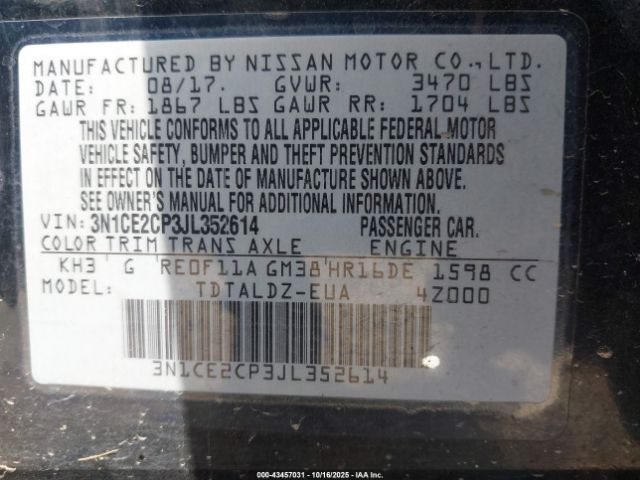 MANUFACTURED BY NISSAN MOTOR CO., LTD.
DATE: 08/17. GVWR: 3470 LBS
GAWR FR: 1867 LBS GAWR RR: 1704 LBS
THIS VEHICLE CONFORMS TO ALL APPLICABLE FEDERAL MOTOR
VEHICLE SAFETY, BUMPER AND THEFT PREVENTION STANDARDS
IN EFFECT ON THE DATE OF MANUFACTURE SHOWN ABOVE.
SEE OWNER'S MANUAL FOR ADDITIONAL INFORMATION.
VIN: 3N1CE2CP3JL352614 PASSENGER CAR.
COLOR TRIM TRANS AXLE ENGINE
KH3 G RE0F11A GM38 HR16DE 1598 CC
MODEL: TDTALDZ-EUA 4Z000
3N1CE2CP3JL352614
000-43457031 | 10/16/2025 - IAA, Inc.